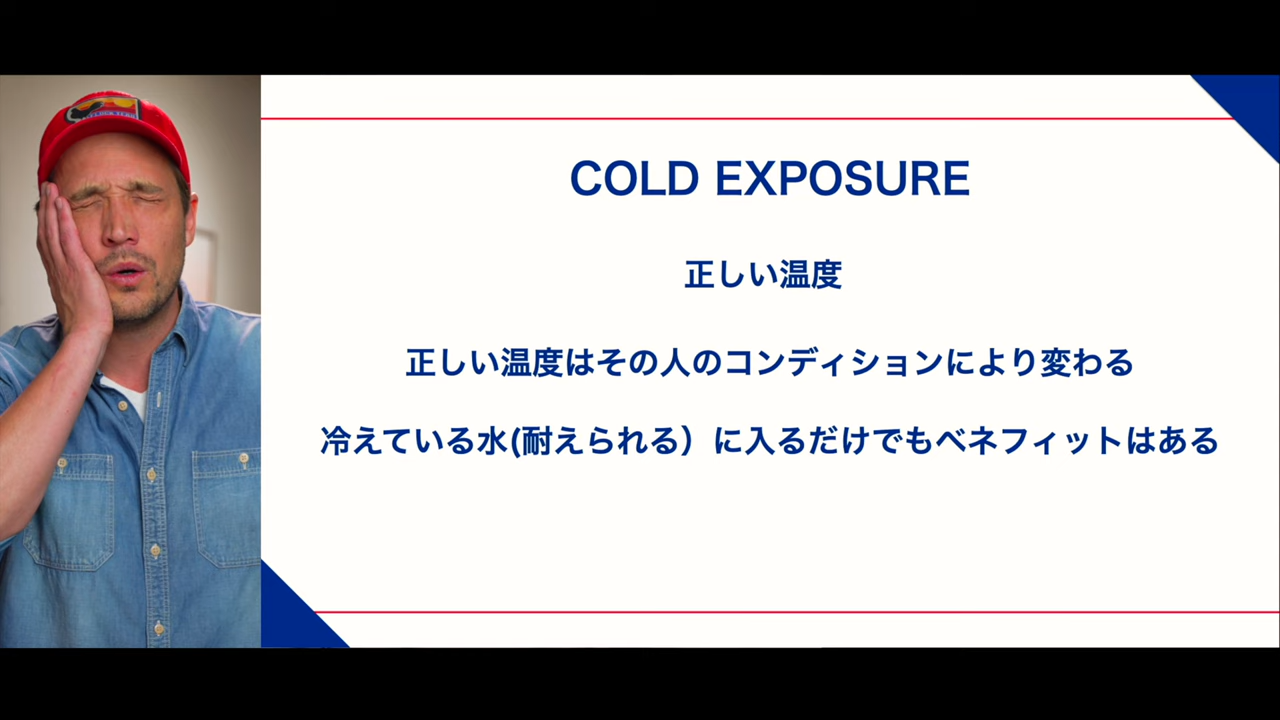 COLD EXPOSURE
正しい温度
正しい温度はその人のコンディションにより変わる
冷えている水(耐えられる）に入るだけでもベネフィットはある